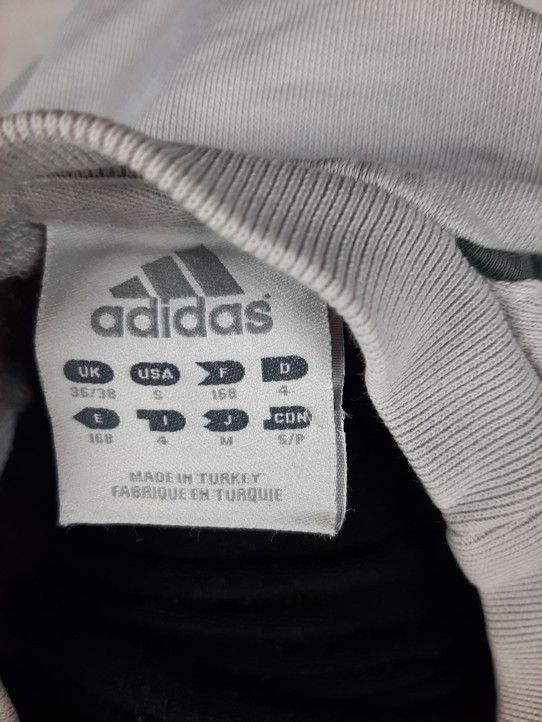 adidas
UK USA F D
36/38 S 168 4
E I J CDN
168 4 M S/P
MADE IN TURKEY
FABRIQUE EN TURQUIE